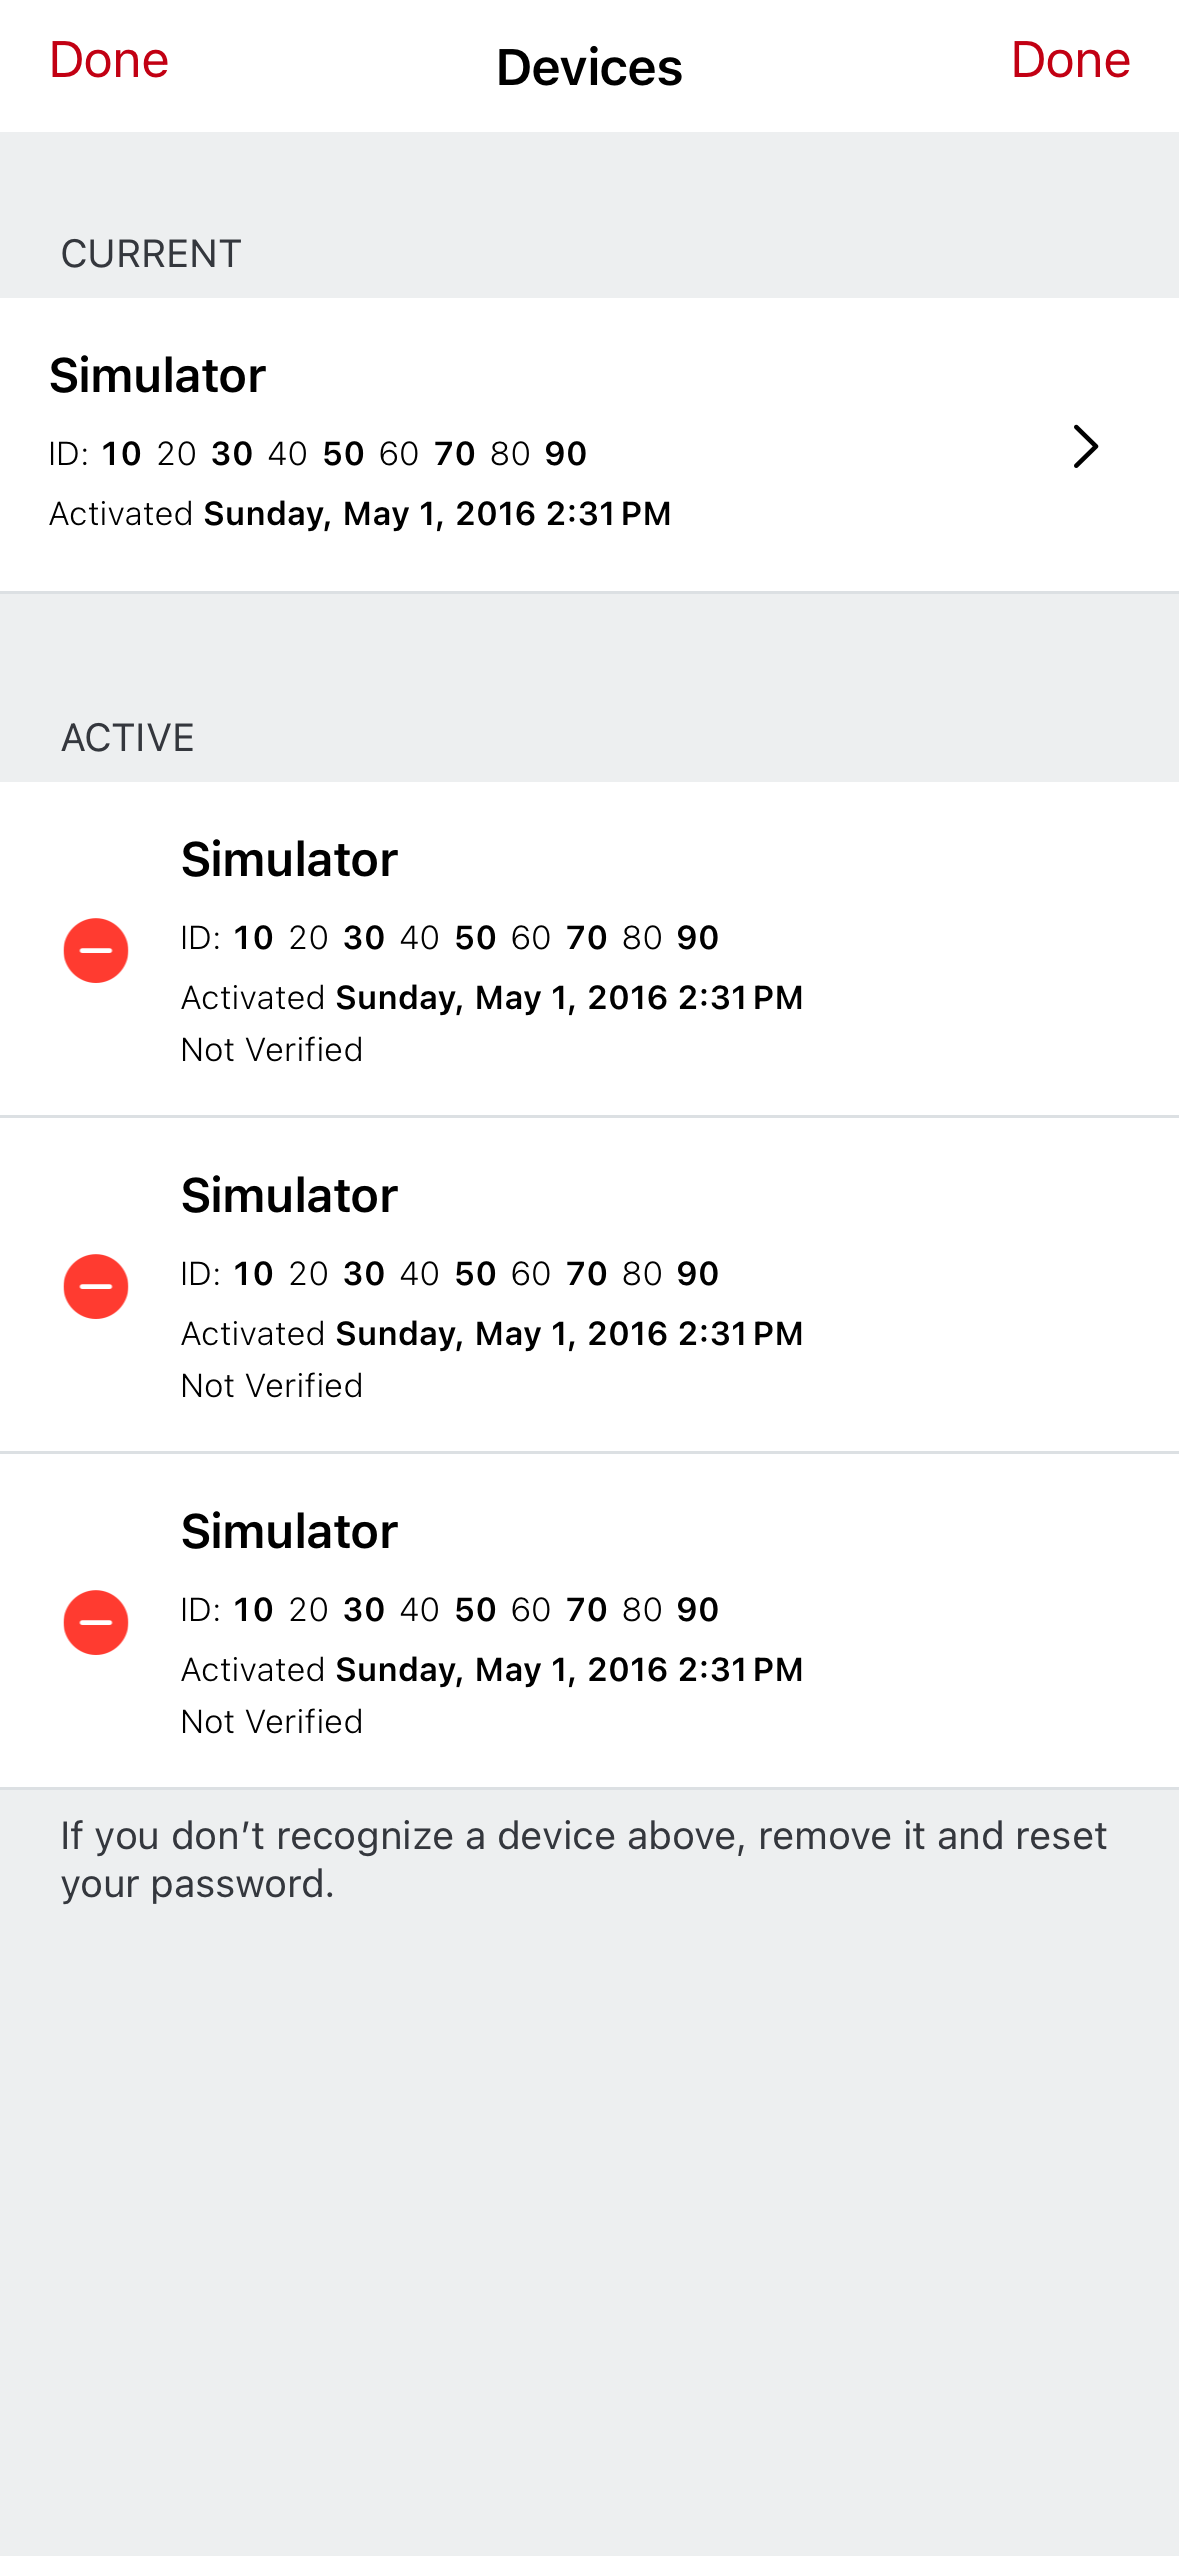 Done Devices Done
CURRENT
Simulator
ID: 10 20 30 40 50 60 70 80 90
Activated Sunday, May 1, 2016 2:31 PM
ACTIVE
Simulator
ID: 10 20 30 40 50 60 70 80 90
Activated Sunday, May 1, 2016 2:31 PM
Not Verified
Simulator
ID: 10 20 30 40 50 60 70 80 90
Activated Sunday, May 1, 2016 2:31 PM
Not Verified
Simulator
ID: 10 20 30 40 50 60 70 80 90
Activated Sunday, May 1, 2016 2:31 PM
Not Verified
If you don’t recognize a device above, remove it and reset
your password.